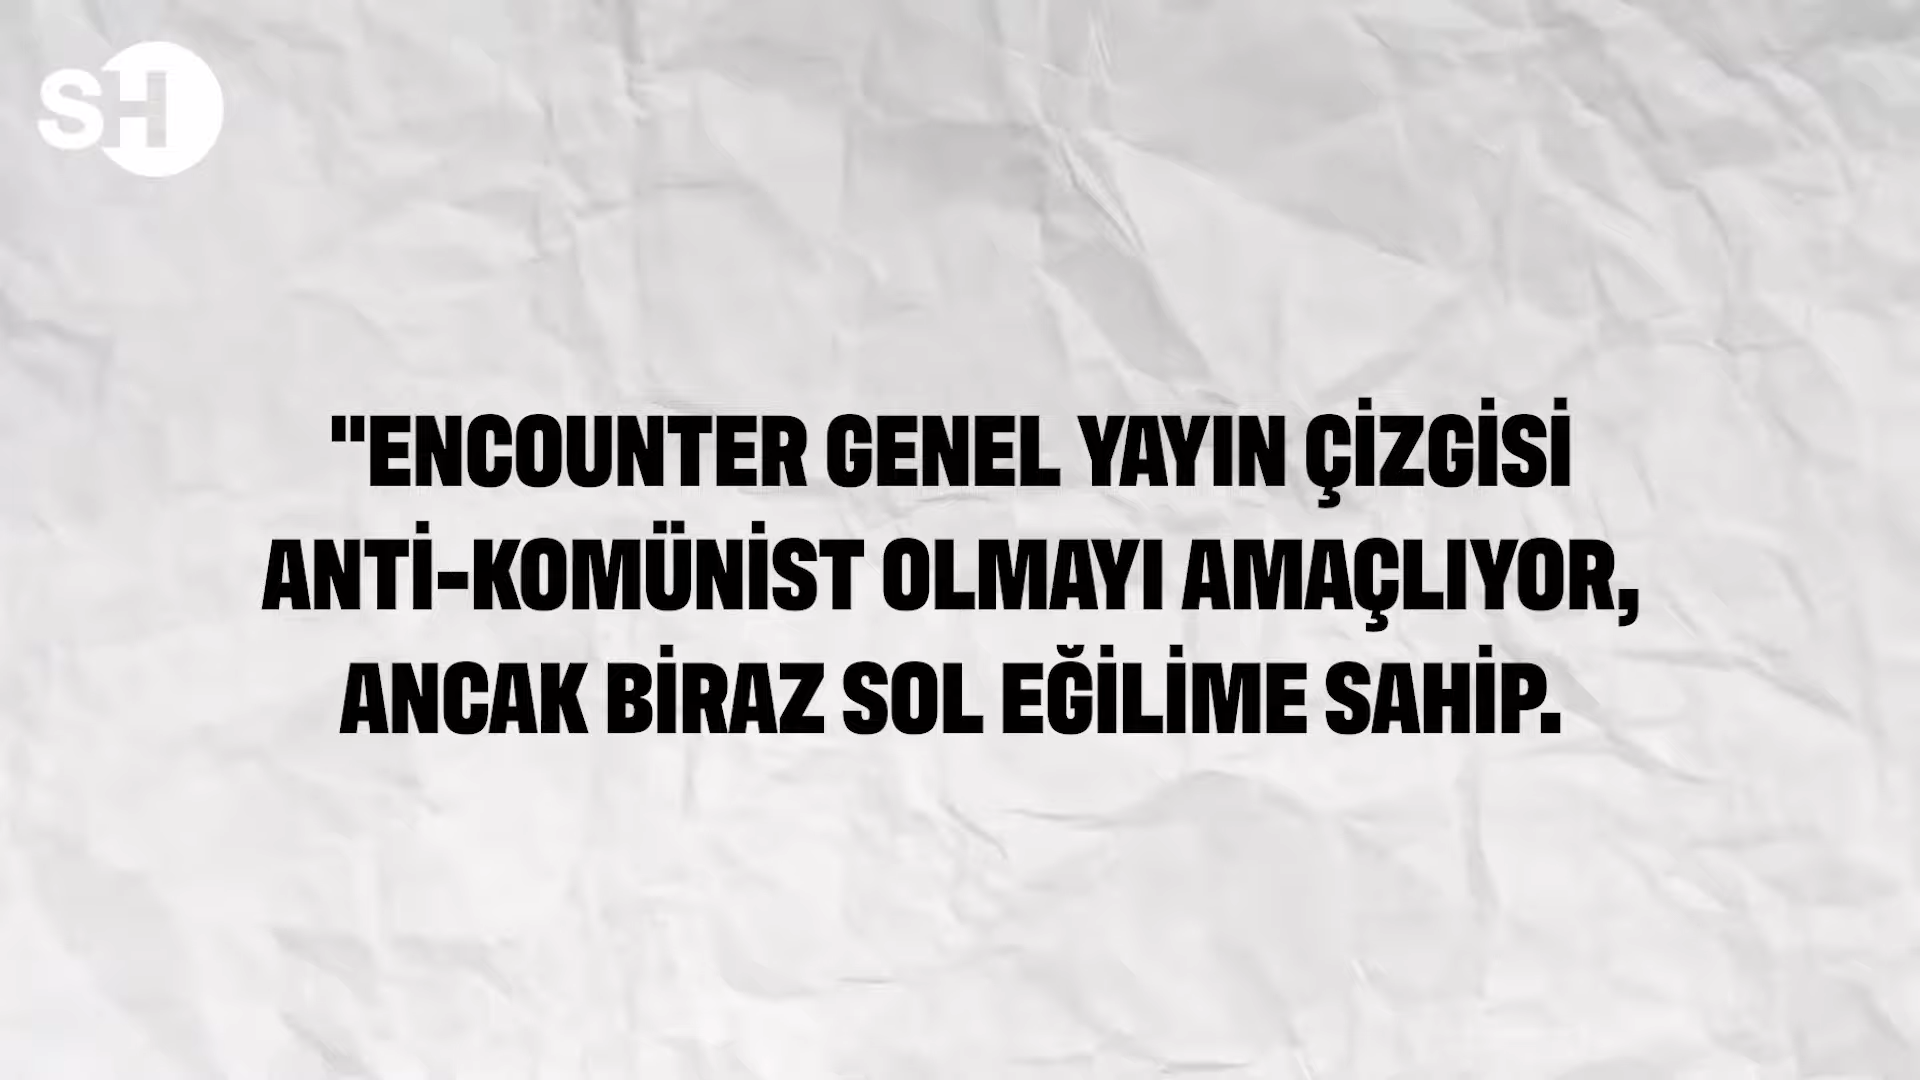 SH
"ENCOUNTER GENEL YAYIN ÇİZGİSİ
ANTİ-KOMÜNİST OLMAYI AMAÇLIYOR,
ANCAK BİRAZ SOL EĞİLİME SAHİP.